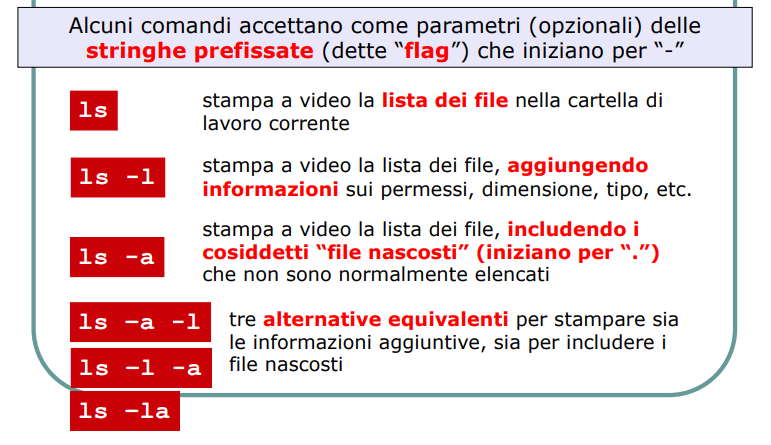 Alcuni comandi accettano come parametri (opzionali) delle
stringhe prefissate (dette “flag”) che iniziano per “-”
ls
stampa a video la lista dei file nella cartella di
lavoro corrente
ls -l
stampa a video la lista dei file, aggiungendo
informazioni sui permessi, dimensione, tipo, etc.
ls -a
stampa a video la lista dei file, includendo i
cosiddetti “file nascosti” (iniziano per “.”)
che non sono normalmente elencati
ls –a -l
ls –l -a
ls –la
tre alternative equivalenti per stampare sia
le informazioni aggiuntive, sia per includere i
file nascosti